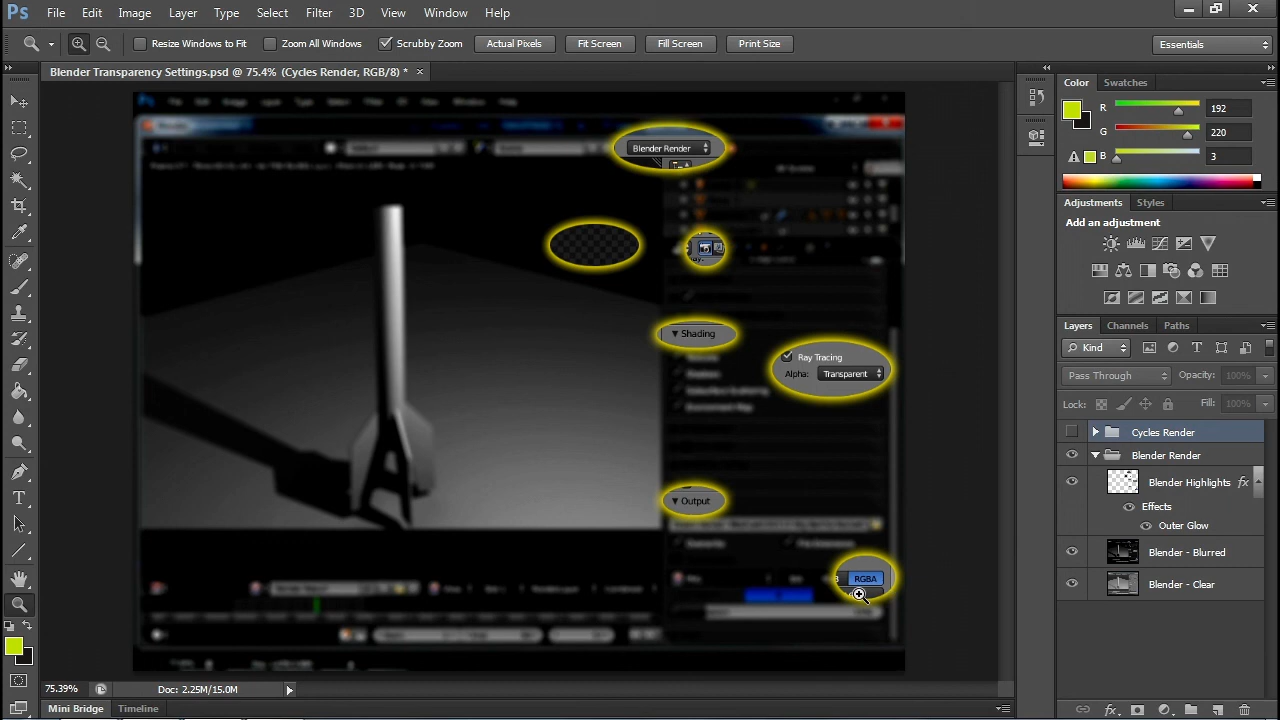 Ps File Edit Image Layer Type Select Filter 3D View Window Help
Resize Windows to Fit Zoom All Windows Scrubby Zoom Actual Pixels Fit Screen Fill Screen Print Size Essentials
Blender Transparency Settings.psd @ 75.4% (Cycles Render, RGB/8) * ×
Color Swatches
R 192
G 220
B 3
Adjustments Styles
Add an adjustment
Layers Channels Paths
Kind
Pass Through Opacity: 100%
Lock: Fill: 100%
Cycles Render
Blender Render
Blender Highlights fx
Effects
Outer Glow
Blender - Blurred
Blender - Clear
Blender Render
Shading
Ray Tracing
Alpha: Transparent
Output
RGBA
75.39% Doc: 2.25M/15.0M
Mini Bridge Timeline